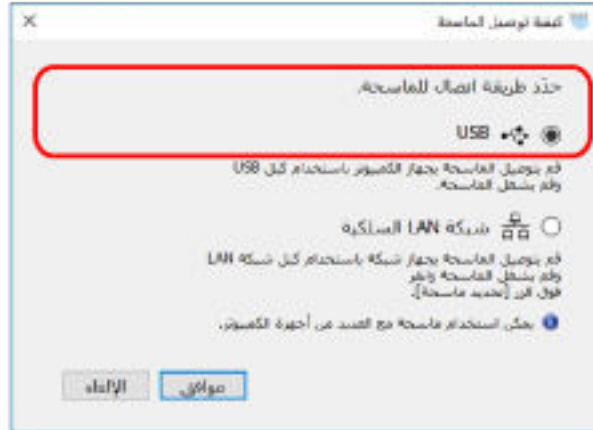 كيفية توصيل الماسحة
حدّد طريقة اتصال للماسحة.
USB
قم بتوصيل الماسحة بجهاز الكمبيوتر باستخدام كبل USB
وقم بتشغيل الماسحة.
شبكة LAN السلكية
قم بتوصيل الماسحة بجهاز شبكة باستخدام كبل شبكة LAN
وقم بتشغيل الماسحة وانقر
فوق الزر [تحديد ماسحة].
يمكن استخدام ماسحة مع العديد من أجهزة الكمبيوتر.
موافق
الإلغاء